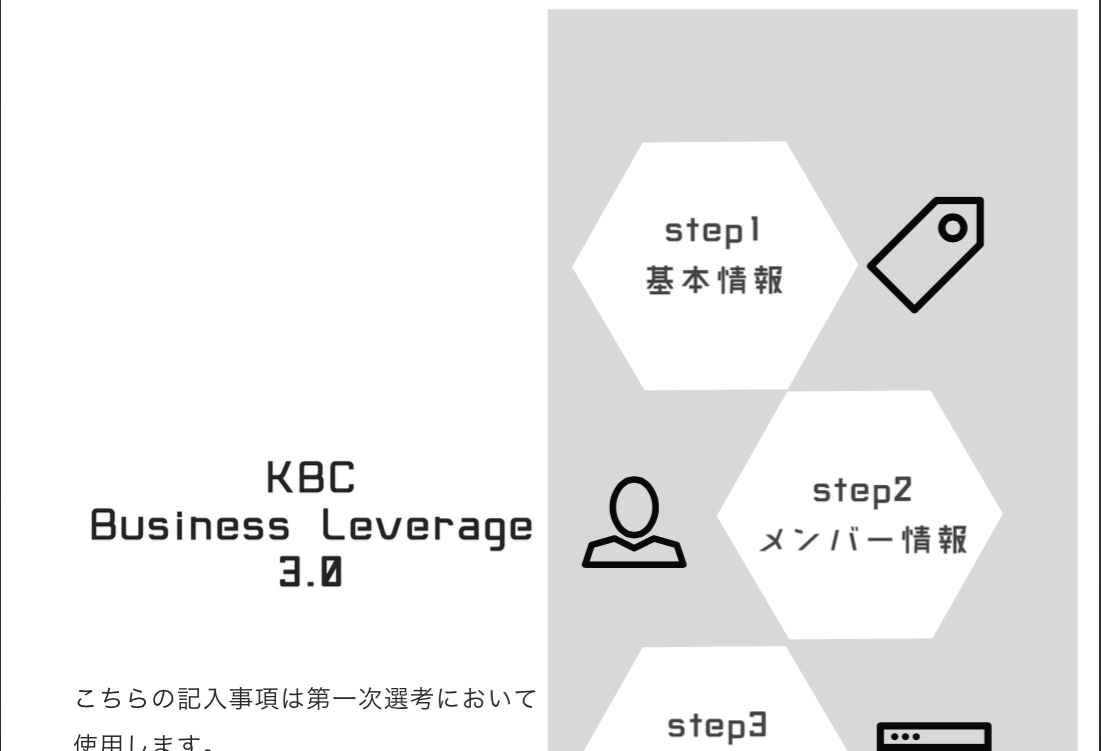 KBC
Business Leverage
3.0
こちらの記入事項は第一次選考において
使用します。
step1
基本情報
step2
メンバー情報
step3